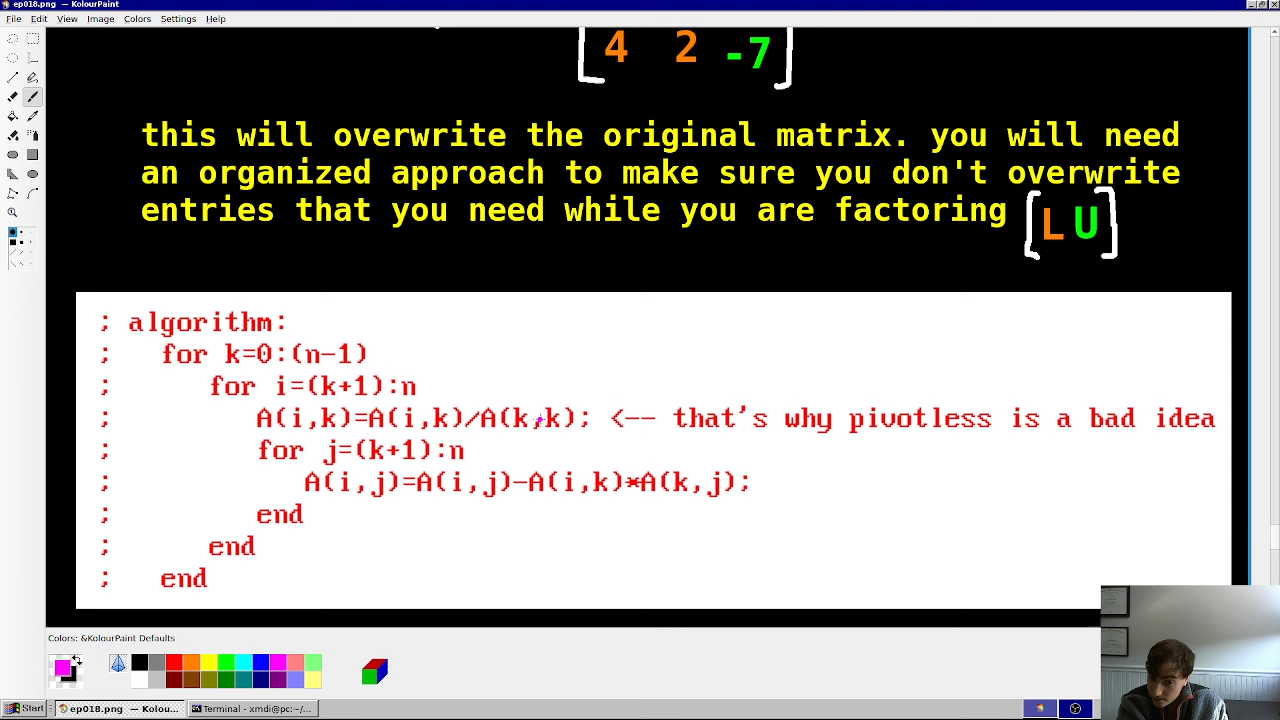 ep018.png — KolourPaint
File Edit View Image Colors Settings Help
4 2 -7
this will overwrite the original matrix. you will need
an organized approach to make sure you don't overwrite
entries that you need while you are factoring [L U]
; algorithm:
; for k=0:(n-1)
; for i=(k+1):n
; A(i,k)=A(i,k)/A(k,k); <-- that's why pivotless is a bad idea
; for j=(k+1):n
; A(i,j)=A(i,j)-A(i,k)*A(k,j);
; end
; end
; end
Colors: &KolourPaint Defaults
Start ep018.png — Kolou... Terminal - xmdi@pc:~/xmdi...